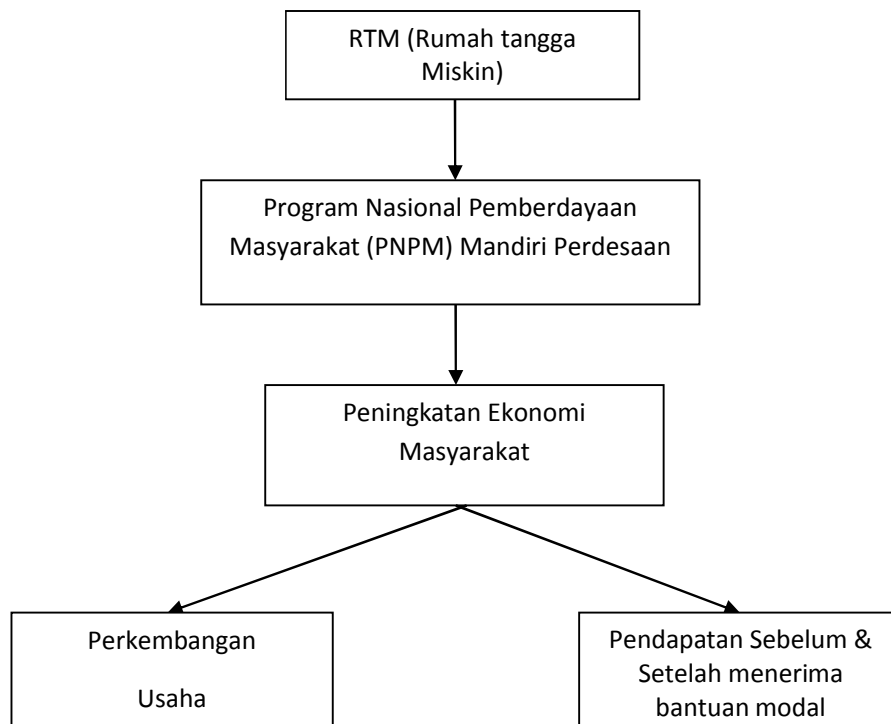 RTM (Rumah tangga
Miskin)
Program Nasional Pemberdayaan
Masyarakat (PNPM) Mandiri Perdesaan
Peningkatan Ekonomi
Masyarakat
Perkembangan
Usaha
Pendapatan Sebelum &
Setelah menerima
bantuan modal